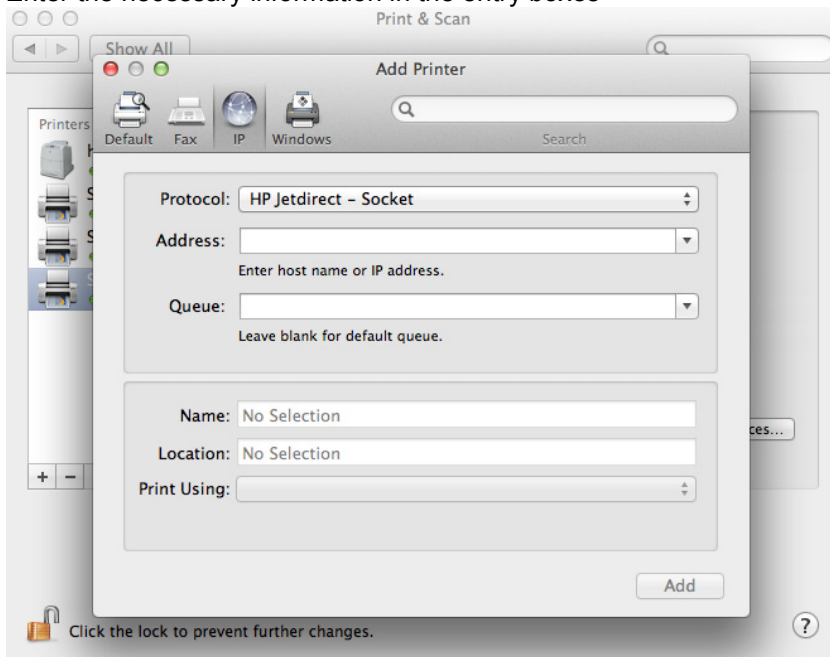 Enter the necessary information in the entry boxes
Print & Scan
Show All
Add Printer
Printers
Default Fax IP Windows Search
Protocol: HP Jetdirect – Socket
Address:
Enter host name or IP address.
Queue:
Leave blank for default queue.
Name: No Selection
Location: No Selection
ces...
+ –
Print Using:
Add
Click the lock to prevent further changes.
?